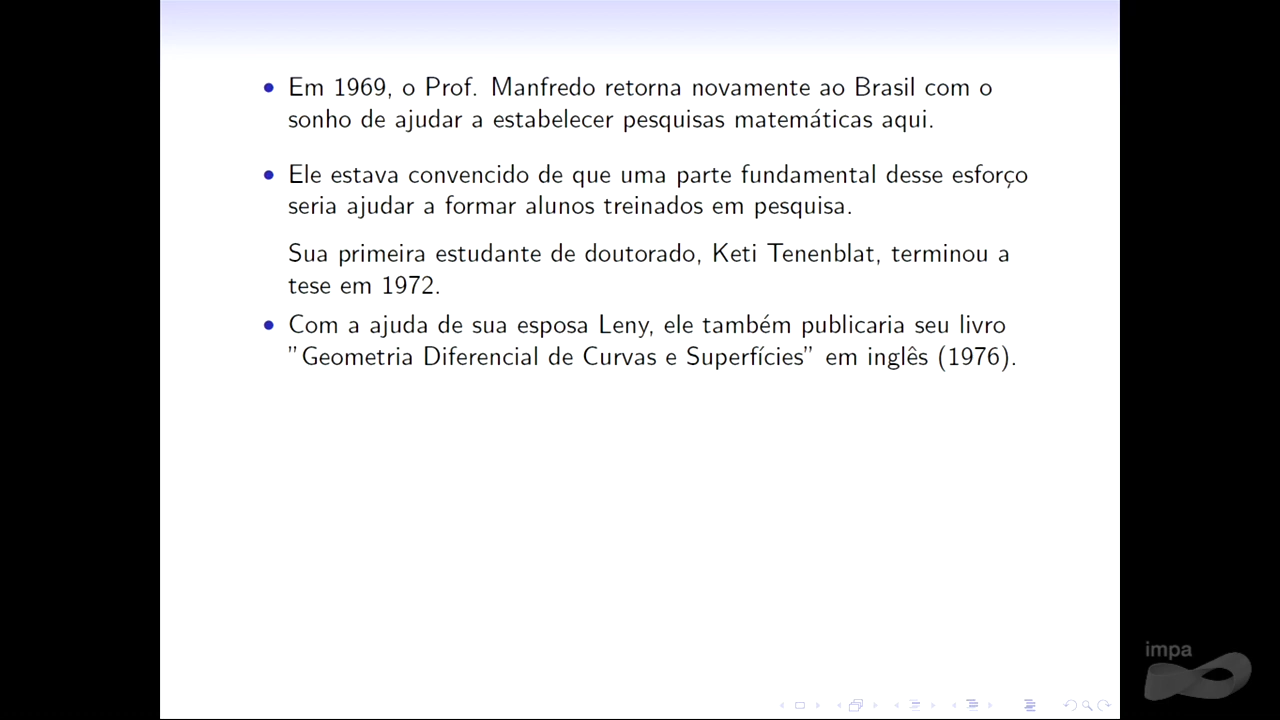 • Em 1969, o Prof. Manfredo retorna novamente ao Brasil com o
sonho de ajudar a estabelecer pesquisas matemáticas aqui.
• Ele estava convencido de que uma parte fundamental desse esforço
seria ajudar a formar alunos treinados em pesquisa.
Sua primeira estudante de doutorado, Keti Tenenblat, terminou a
tese em 1972.
• Com a ajuda de sua esposa Leny, ele também publicaria seu livro
”Geometria Diferencial de Curvas e Superfícies” em inglês (1976).
impa